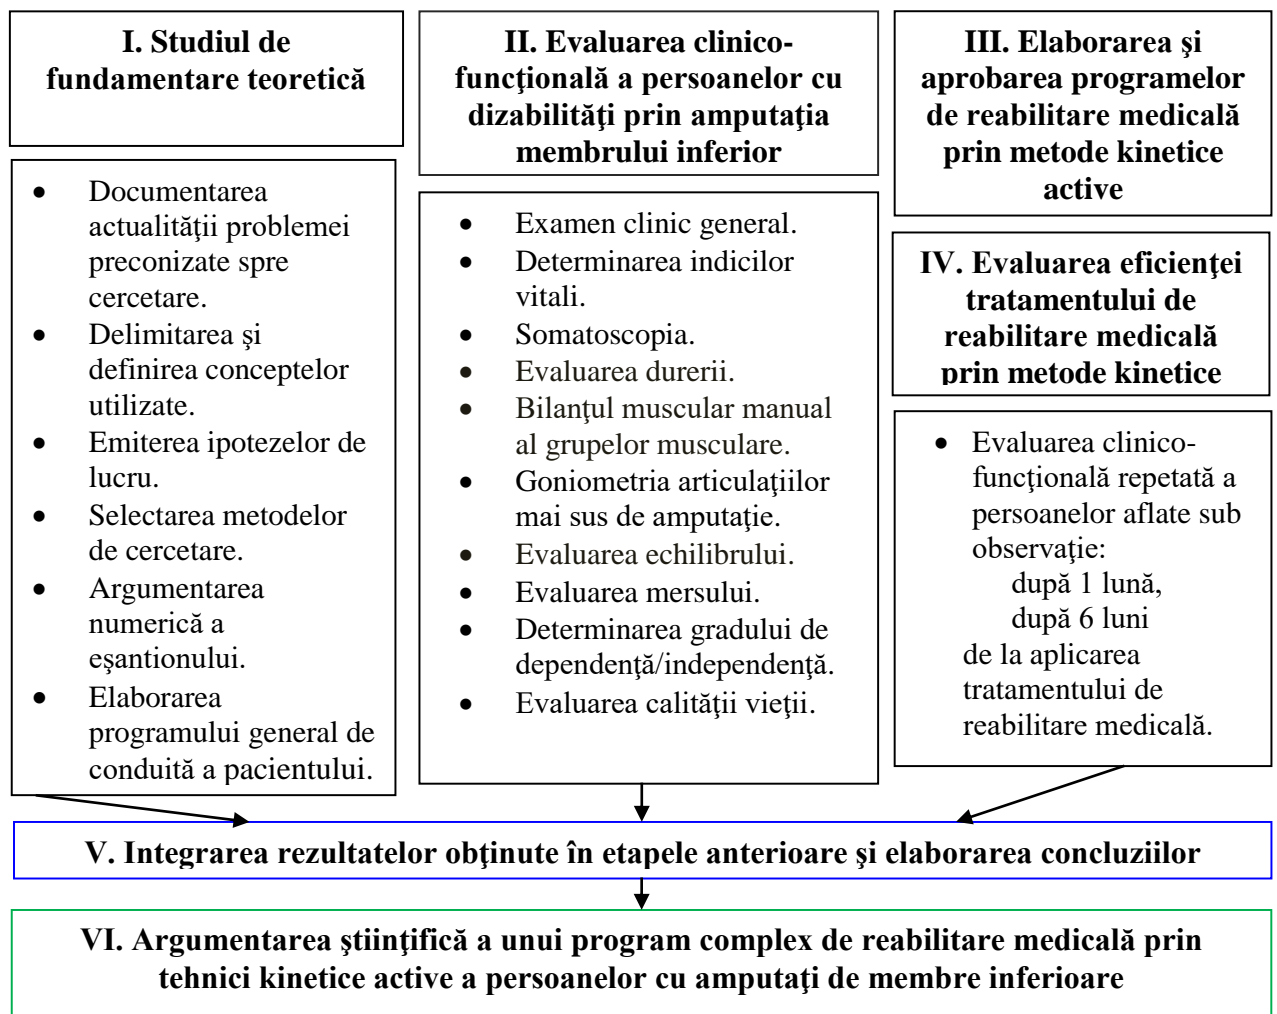 I. Studiul de
fundamentare teoretică
• Documentarea
actualităţii problemei
preconizate spre
cercetare.
• Delimitarea şi
definirea conceptelor
utilizate.
• Emiterea ipotezelor de
lucru.
• Selectarea metodelor
de cercetare.
• Argumentarea
numerică a
eşantionului.
• Elaborarea
programului general de
conduită a pacientului.
II. Evaluarea clinico-
funcţională a persoanelor cu
dizabilităţi prin amputaţia
membrului inferior
• Examen clinic general.
• Determinarea indicilor
vitali.
• Somatoscopia.
• Evaluarea durerii.
• Bilanţul muscular manual
al grupelor musculare.
• Goniometria articulaţiilor
mai sus de amputaţie.
• Evaluarea echilibrului.
• Evaluarea mersului.
• Determinarea gradului de
dependenţă/independenţă.
• Evaluarea calităţii vieţii.
III. Elaborarea şi
aprobarea programelor
de reabilitare medicală
prin metode kinetice
active
IV. Evaluarea eficienţei
tratamentului de
reabilitare medicală
prin metode kinetice
• Evaluarea clinico-
funcţională repetată a
persoanelor aflate sub
observaţie:
după 1 lună,
după 6 luni
de la aplicarea
tratamentului de
reabilitare medicală.
V. Integrarea rezultatelor obţinute în etapele anterioare şi elaborarea concluziilor
VI. Argumentarea ştiinţifică a unui program complex de reabilitare medicală prin
tehnici kinetice active a persoanelor cu amputaţi de membre inferioare